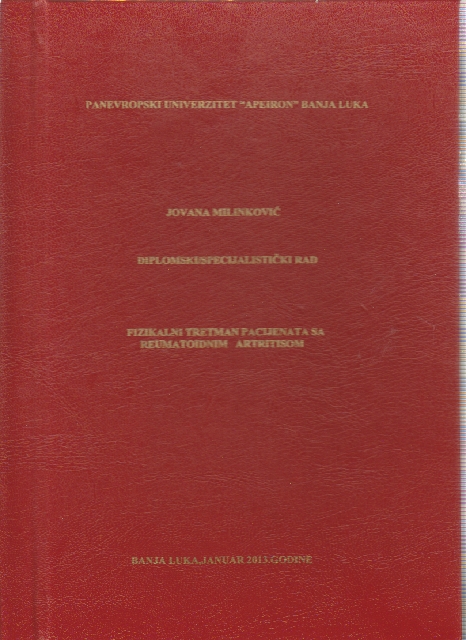 PANEVROPSKI UNIVERZITET "APEIRON" BANJA LUKA
JOVANA MILINKOVIĆ
DIPLOMSKI/SPECIJALISTIČKI RAD
FIZIKALNI TRETMAN PACIJENATA SA
REUMATOIDNIM ARTRITISOM
BANJA LUKA,JANUAR 2013.GODINE